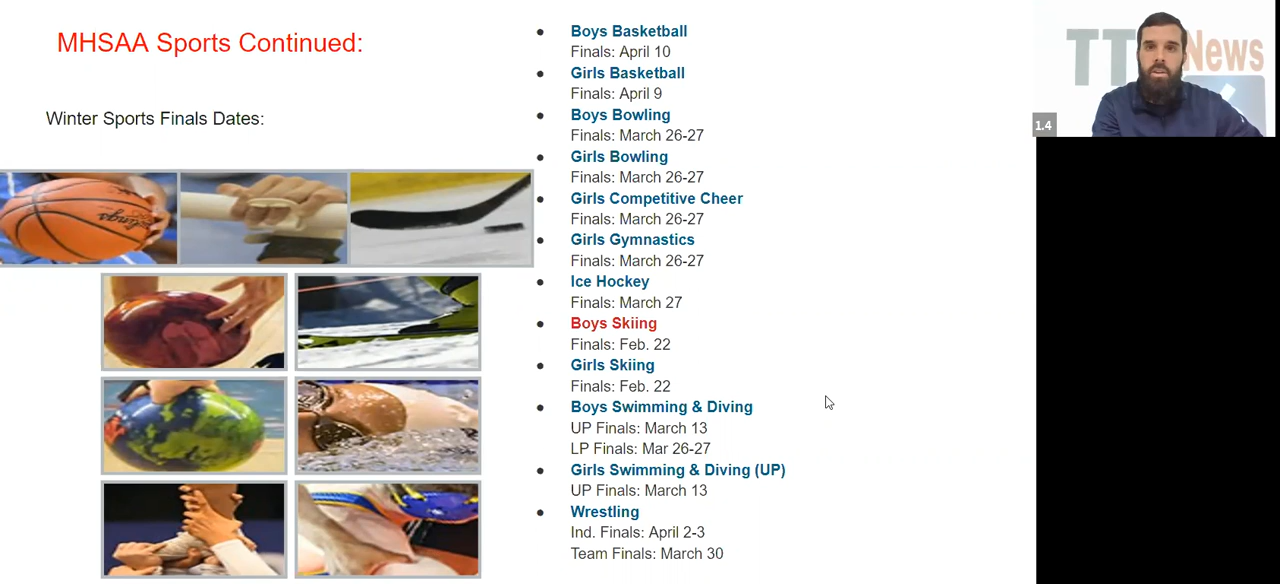 MHSAA Sports Continued:
Winter Sports Finals Dates:
Boys Basketball
Finals: April 10
Girls Basketball
Finals: April 9
Boys Bowling
Finals: March 26-27
Girls Bowling
Finals: March 26-27
Girls Competitive Cheer
Finals: March 26-27
Girls Gymnastics
Finals: March 26-27
Ice Hockey
Finals: March 27
Boys Skiing
Finals: Feb. 22
Girls Skiing
Finals: Feb. 22
Boys Swimming & Diving
UP Finals: March 13
LP Finals: Mar 26-27
Girls Swimming & Diving (UP)
UP Finals: March 13
Wrestling
Ind. Finals: April 2-3
Team Finals: March 30
News
1.4